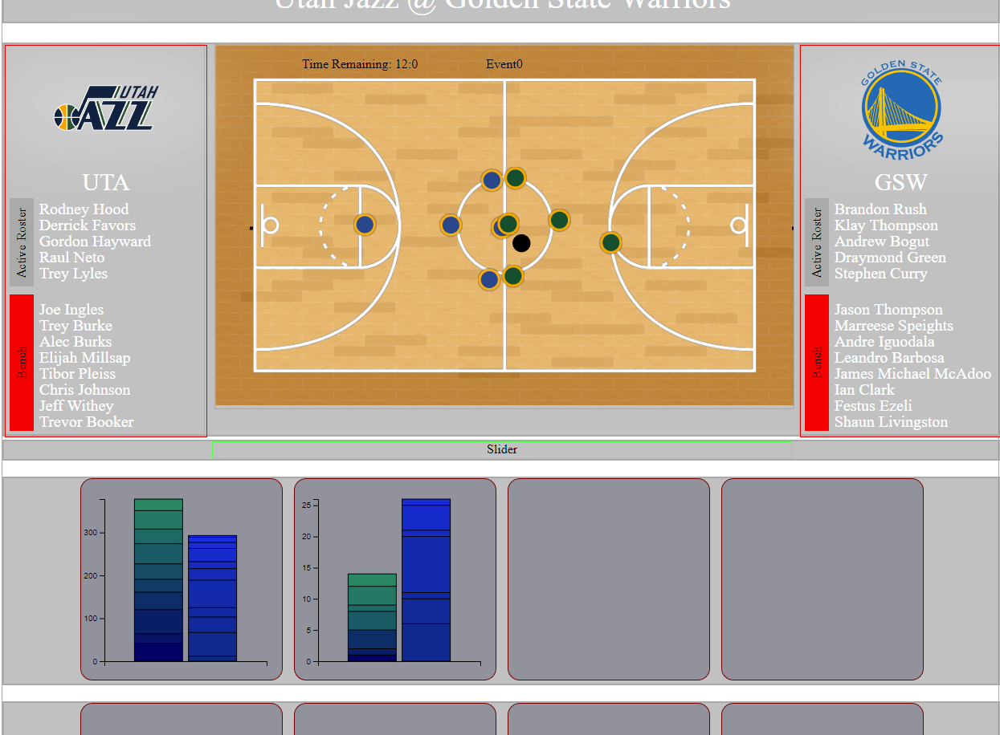 Utah Jazz @ Golden State Warriors
UTAH
JAZZ
UTA
Active Roster
Rodney Hood
Derrick Favors
Gordon Hayward
Raul Neto
Trey Lyles
Bench
Joe Ingles
Trey Burke
Alec Burks
Elijah Millsap
Tibor Pleiss
Chris Johnson
Jeff Withey
Trevor Booker
Time Remaining: 12:0
Event0
GOLDEN STATE
WARRIORS
GSW
Active Roster
Brandon Rush
Klay Thompson
Andrew Bogut
Draymond Green
Stephen Curry
Bench
Jason Thompson
Marreese Speights
Andre Iguodala
Leandro Barbosa
James Michael McAdoo
Ian Clark
Festus Ezeli
Shaun Livingston
Slider
300
200
100
0
25
20
15
10
5
0